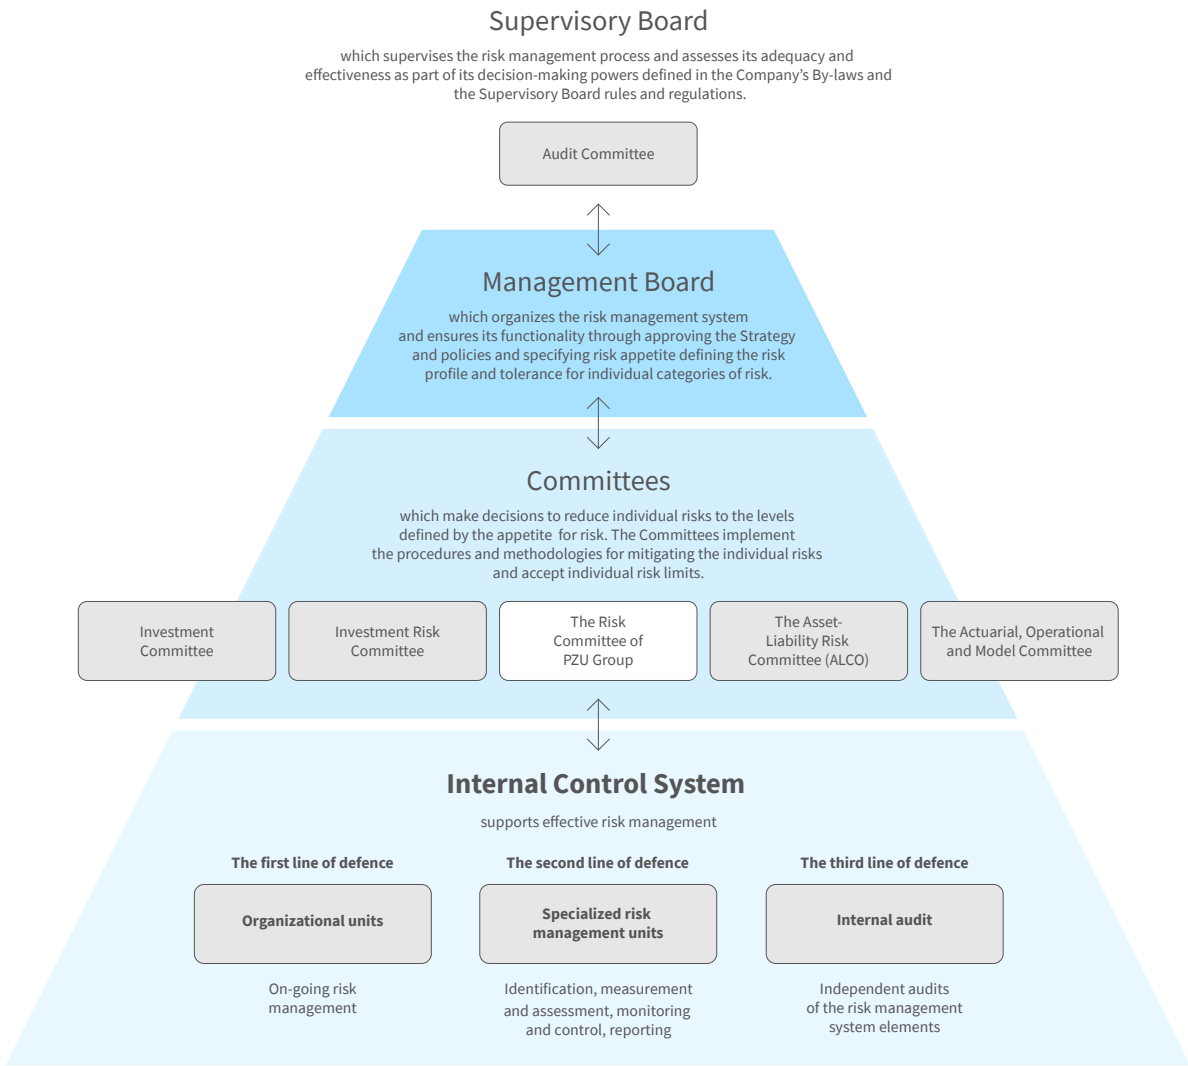 Supervisory Board
which supervises the risk management process and assesses its adequacy and
effectiveness as part of its decision-making powers defined in the Company's By-laws and
the Supervisory Board rules and regulations.
Audit Committee
Management Board
which organizes the risk management system
and ensures its functionality through approving the Strategy
and policies and specifying risk appetite defining the risk
profile and tolerance for individual categories of risk.
Committees
which make decisions to reduce individual risks to the levels
defined by the appetite for risk. The Committees implement
the procedures and methodologies for mitigating the individual risks
and accept individual risk limits.
Investment
Committee
Investment Risk
Committee
The Risk
Committee of
PZU Group
The Asset-
Liability Risk
Committee (ALCO)
The Actuarial, Operational
and Model Committee
Internal Control System
supports effective risk management
The first line of defence
Organizational units
On-going risk
management
The second line of defence
Specialized risk
management units
Identification, measurement
and assessment, monitoring
and control, reporting
The third line of defence
Internal audit
Independent audits
of the risk management
system elements